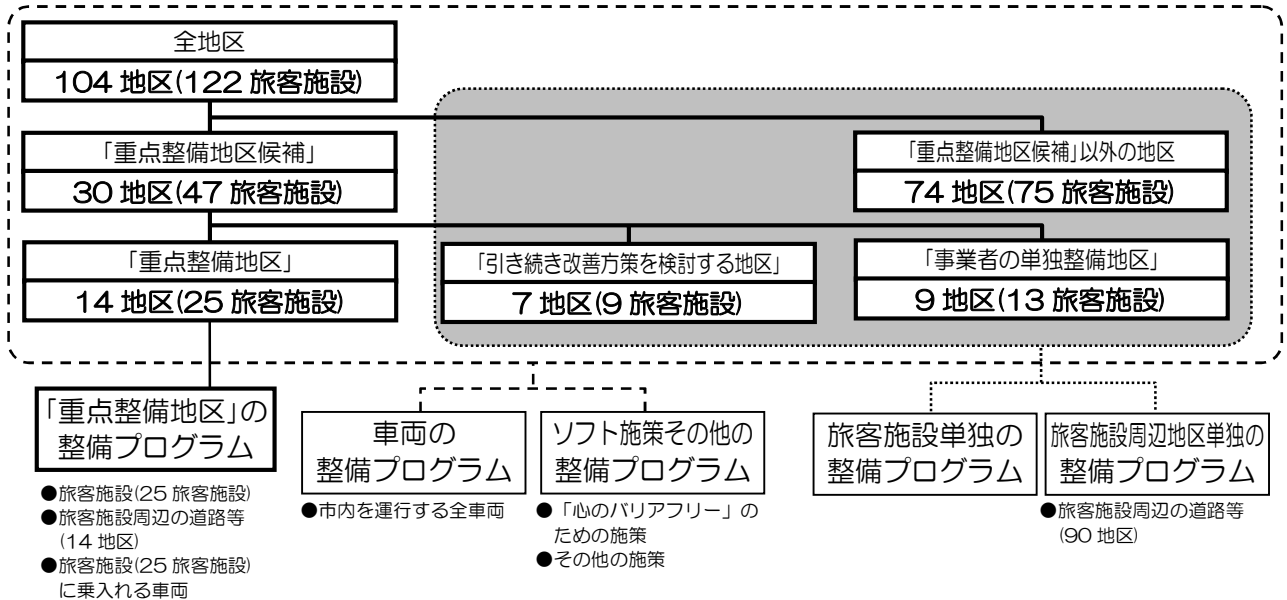 全地区
104 地区(122 旅客施設)
「重点整備地区候補」
30 地区(47 旅客施設)
「重点整備地区候補」以外の地区
74 地区(75 旅客施設)
「重点整備地区」
14 地区(25 旅客施設)
「引き続き改善方策を検討する地区」
7 地区(9 旅客施設)
「事業者の単独整備地区」
9 地区(13 旅客施設)
「重点整備地区」の
整備プログラム
●旅客施設(25 旅客施設)
●旅客施設周辺の道路等
(14 地区)
●旅客施設(25 旅客施設)
に乗入れる車両
車両の
整備プログラム
●市内を運行する全車両
ソフト施策その他の
整備プログラム
●「心のバリアフリー」の
ための施策
●その他の施策
旅客施設単独の
整備プログラム
旅客施設周辺地区単独の
整備プログラム
●旅客施設周辺の道路等
(90 地区)